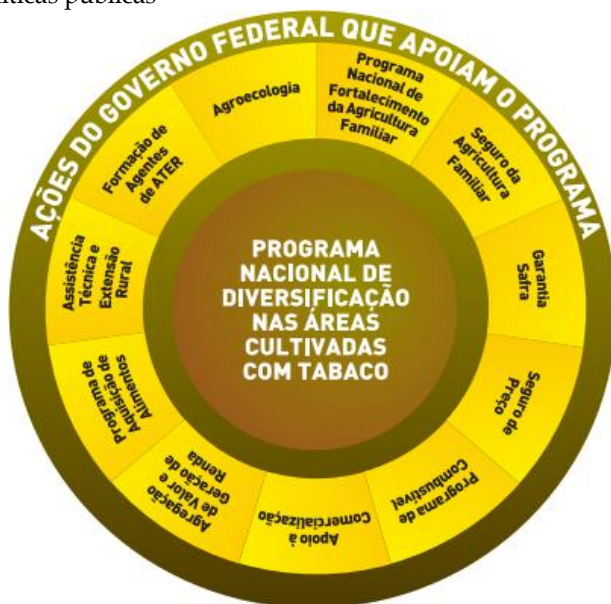 íticas públicas
AÇÕES DO GOVERNO FEDERAL QUE APOIAM O PROGRAMA
Agroecologia
Programa
Nacional de
Fortalecimento
da Agricultura
Familiar
Seguro da
Agricultura
Familiar
Garantia
Safra
Seguro de
Preço
Programa de
Combustível
Apoio à
Comercialização
Agregação
de Valor e
Geração de
Renda
Programa de
Aquisição de
Alimentos
Assistência
Técnica e
Extensão
Rural
Formação de
Agentes
de ATER
PROGRAMA
NACIONAL DE
DIVERSIFICAÇÃO
NAS ÁREAS
CULTIVADAS
COM TABACO